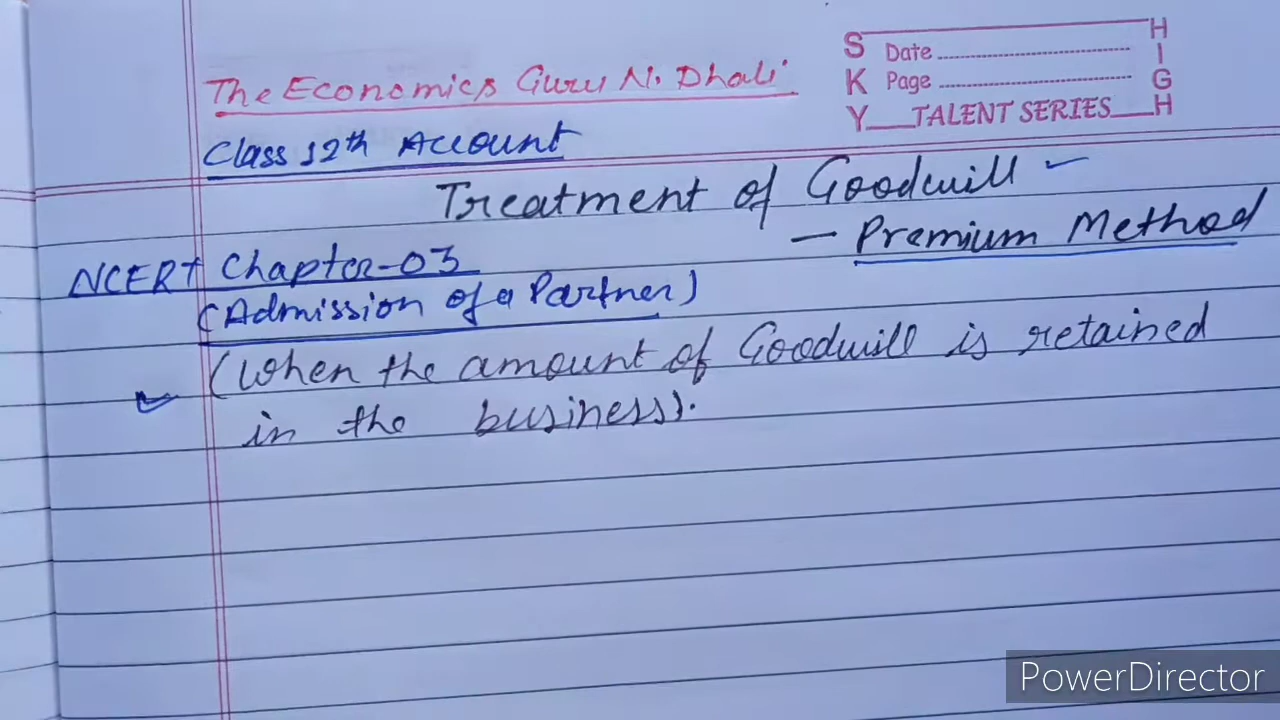 S H
Date
I
K Page
G
Y TALENT SERIES H
The Economics Guru N. Dhali
Class 12th Account
Treatment of Goodwill
— Premium Method
NCERT Chapter-03
(Admission of a Partner)
(When the amount of Goodwill is retained
in the business).
PowerDirector